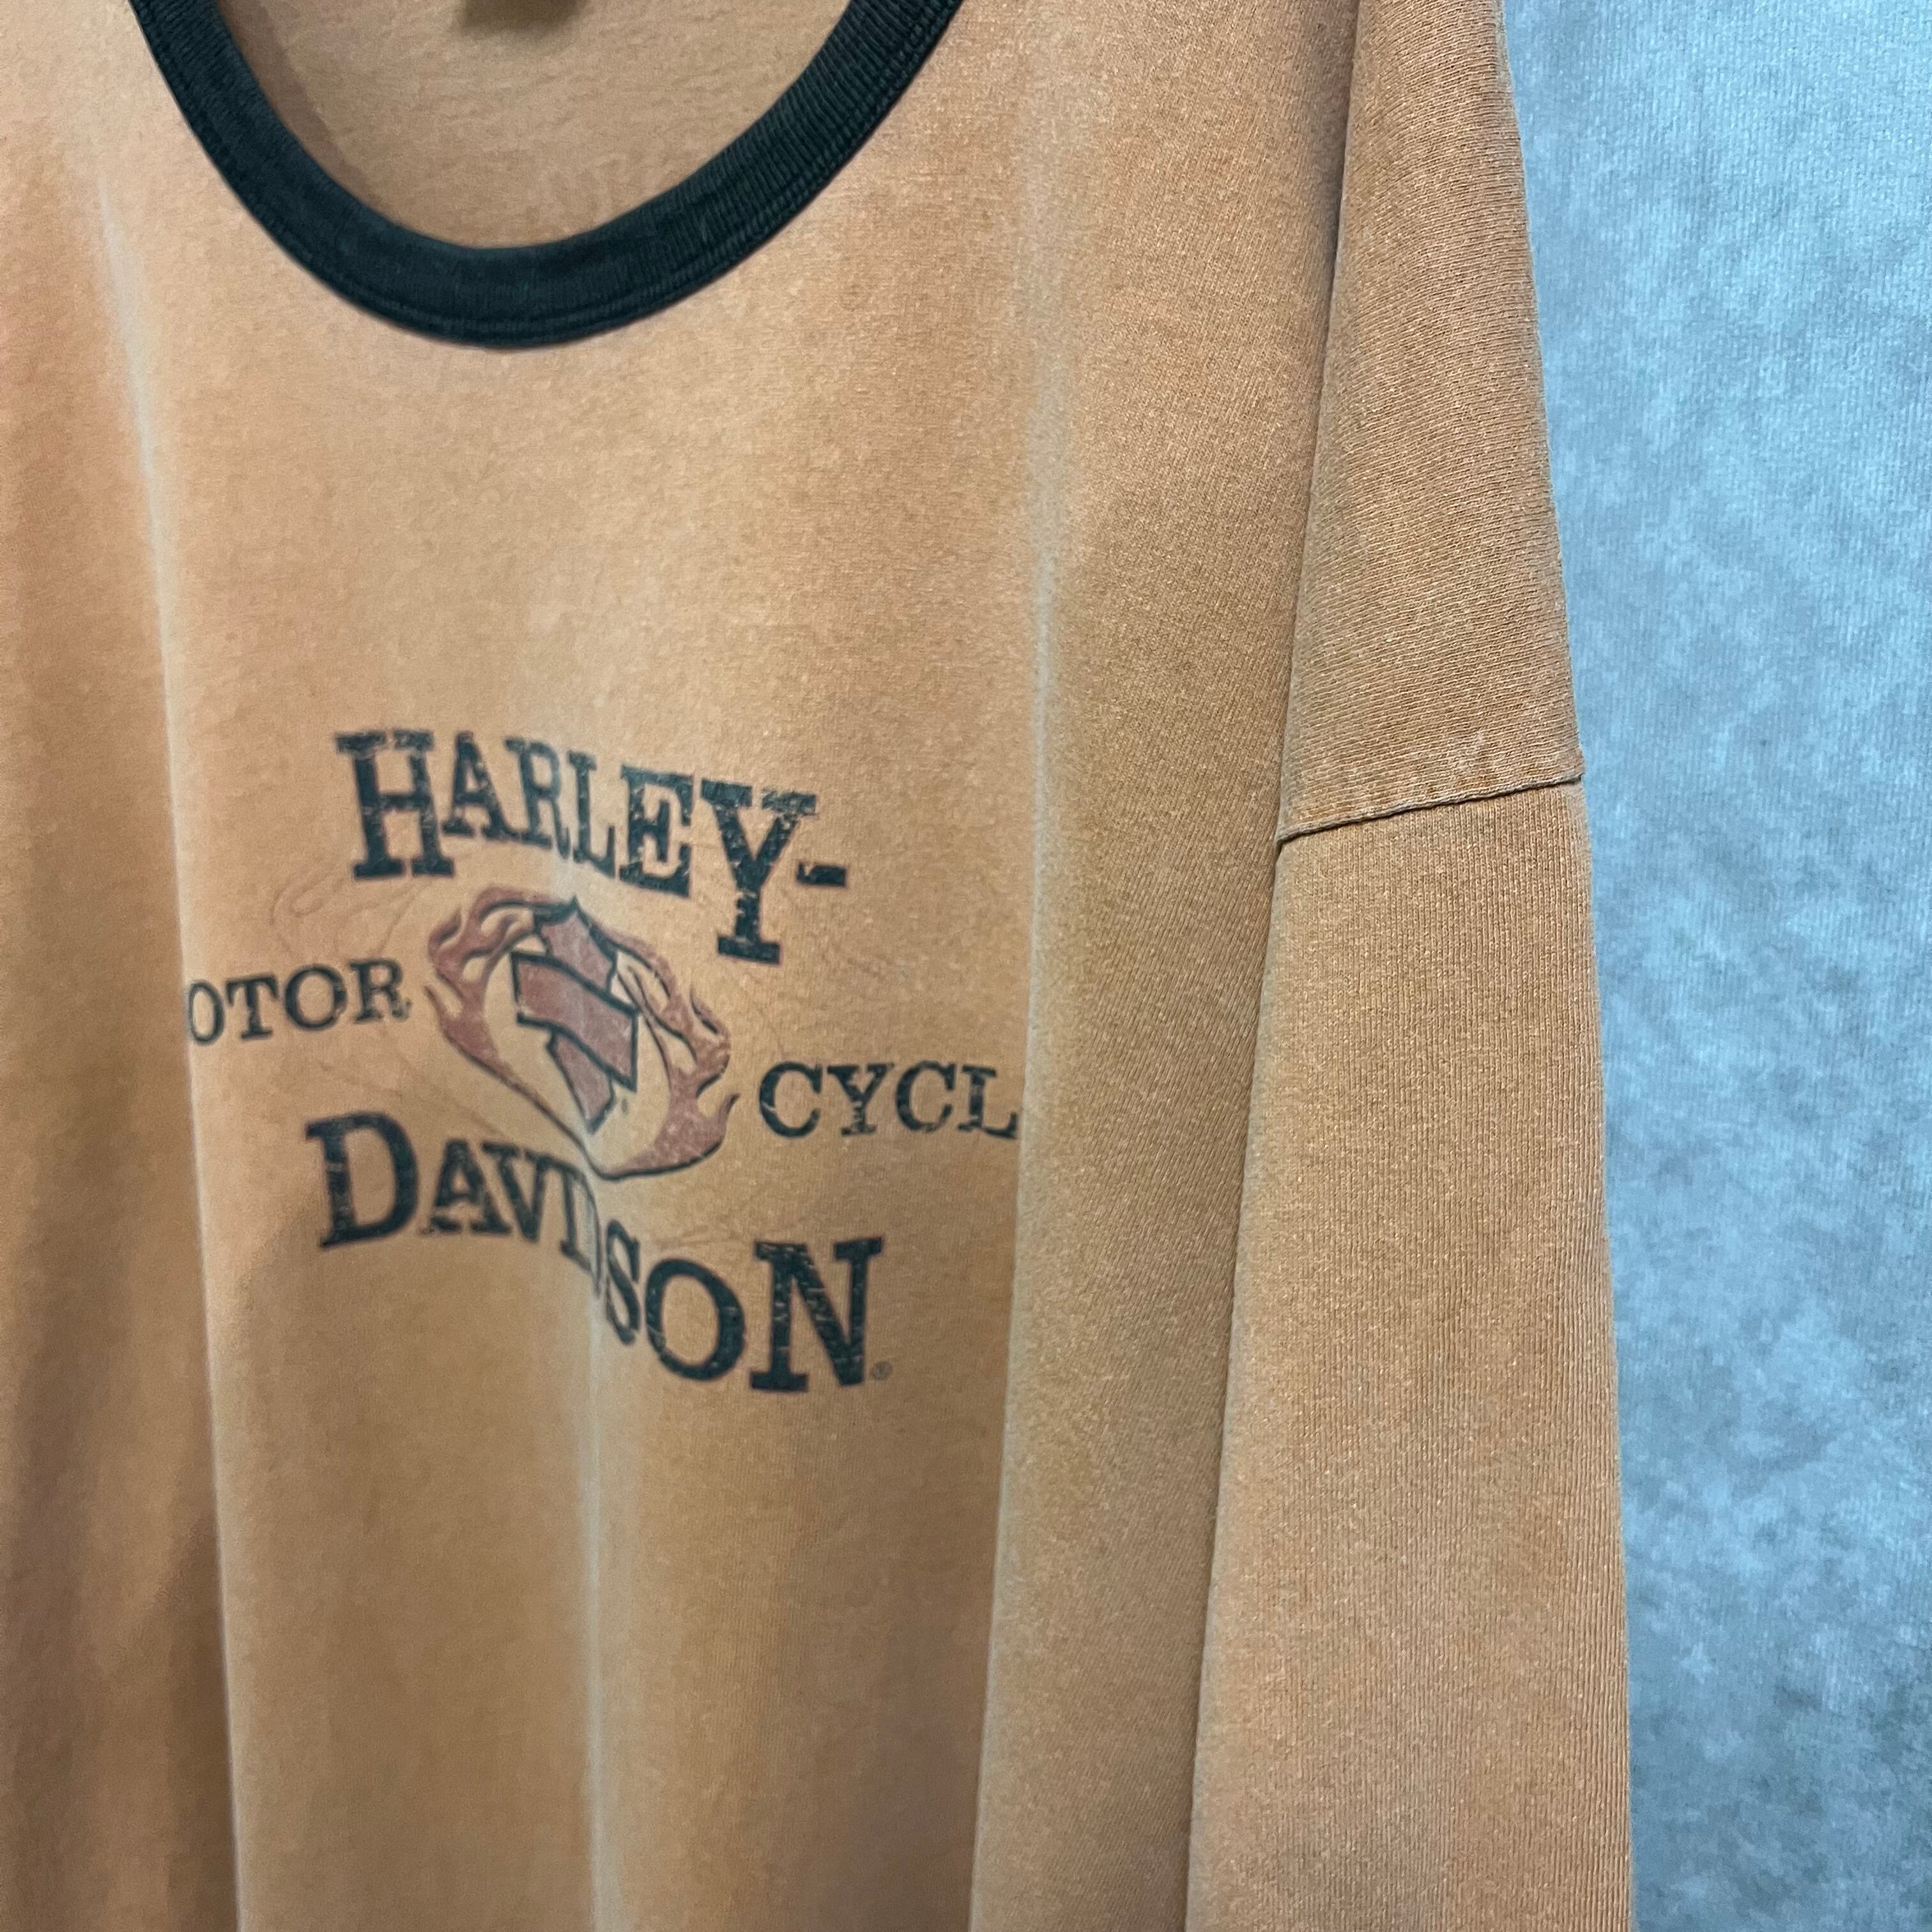 HARLEY-
OTOR CYCL
DAVIDSON®